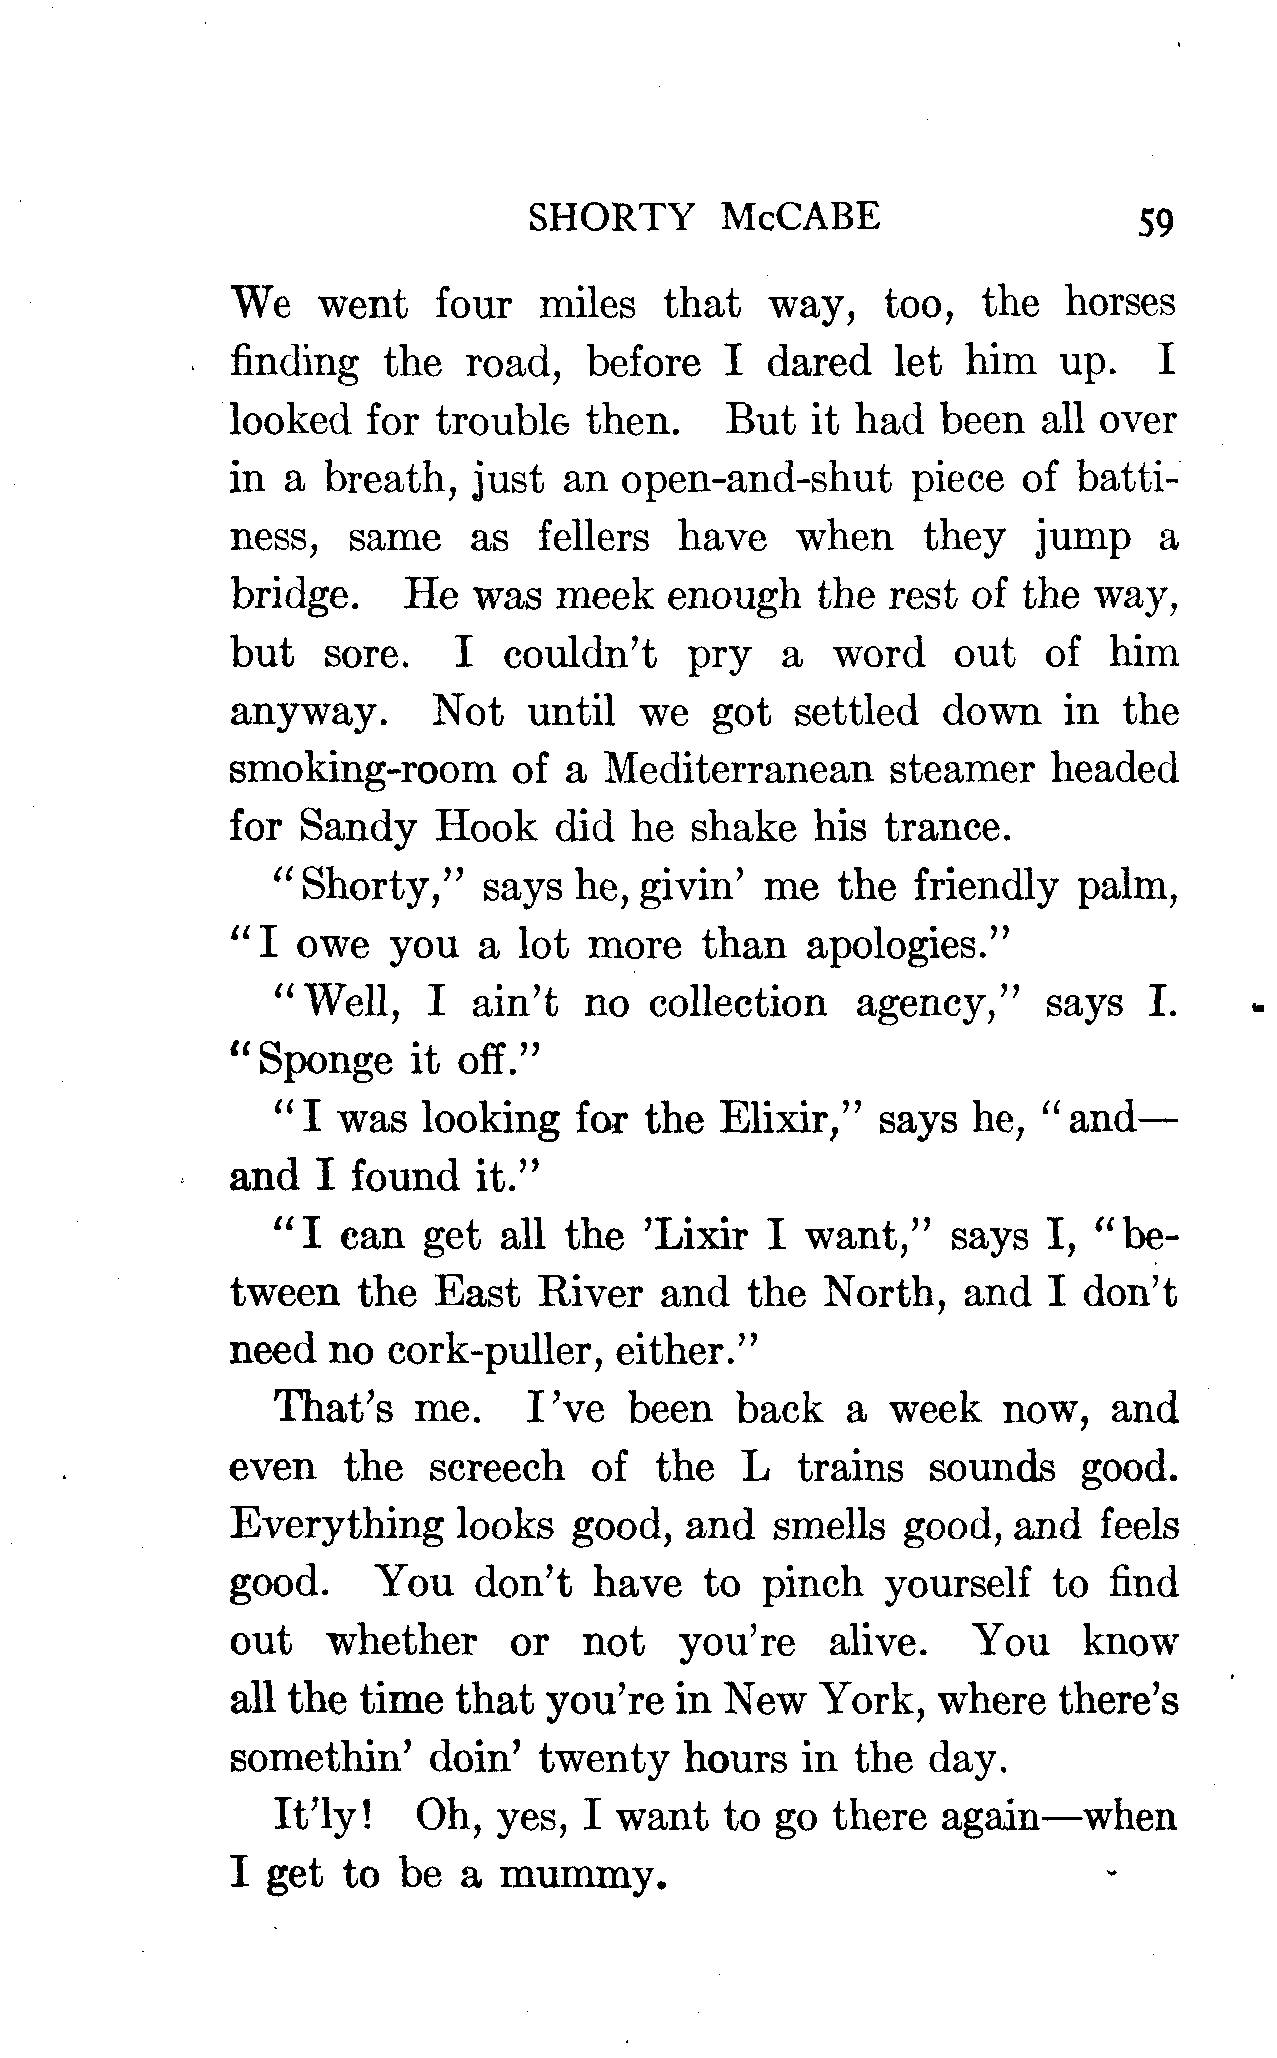 SHORTY McCABE 59
We went four miles that way, too, the horses
finding the road, before I dared let him up. I
looked for trouble then. But it had been all over
in a breath, just an open-and-shut piece of batti-
ness, same as fellers have when they jump a
bridge. He was meek enough the rest of the way,
but sore. I couldn't pry a word out of him
anyway. Not until we got settled down in the
smoking-room of a Mediterranean steamer headed
for Sandy Hook did he shake his trance.
"Shorty," says he, givin' me the friendly palm,
"I owe you a lot more than apologies."
"Well, I ain't no collection agency," says I.
"Sponge it off."
"I was looking for the Elixir," says he, "and—
and I found it."
"I can get all the 'Lixir I want," says I, "be-
tween the East River and the North, and I don't
need no cork-puller, either."
That's me. I've been back a week now, and
even the screech of the L trains sounds good.
Everything looks good, and smells good, and feels
good. You don't have to pinch yourself to find
out whether or not you're alive. You know
all the time that you're in New York, where there's
somethin' doin' twenty hours in the day.
It'ly! Oh, yes, I want to go there again—when
I get to be a mummy.